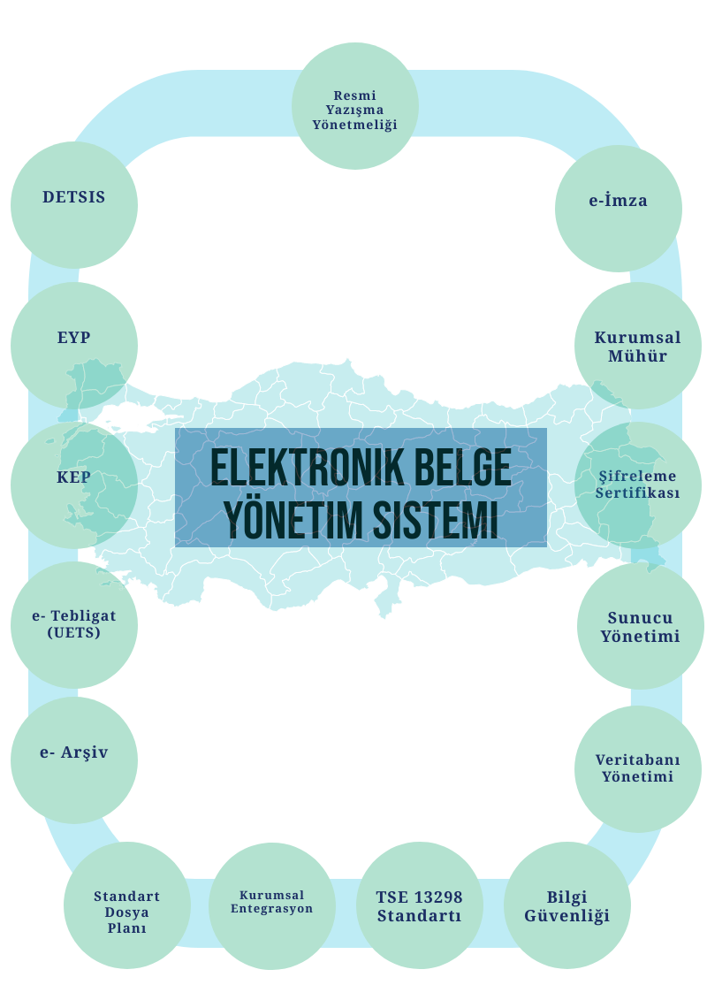 Resmi
Yazışma
Yönetmeliği
DETSIS
e-İmza
EYP
Kurumsal
Mühür
ELEKTRONIK BELGE
YÖNETIM SISTEMI
KEP
Şifreleme
Sertifikası
e- Tebligat
(UETS)
Sunucu
Yönetimi
e- Arşiv
Veritabanı
Yönetimi
Standart
Dosya
Planı
Kurumsal
Entegrasyon
TSE 13298
Standartı
Bilgi
Güvenliği